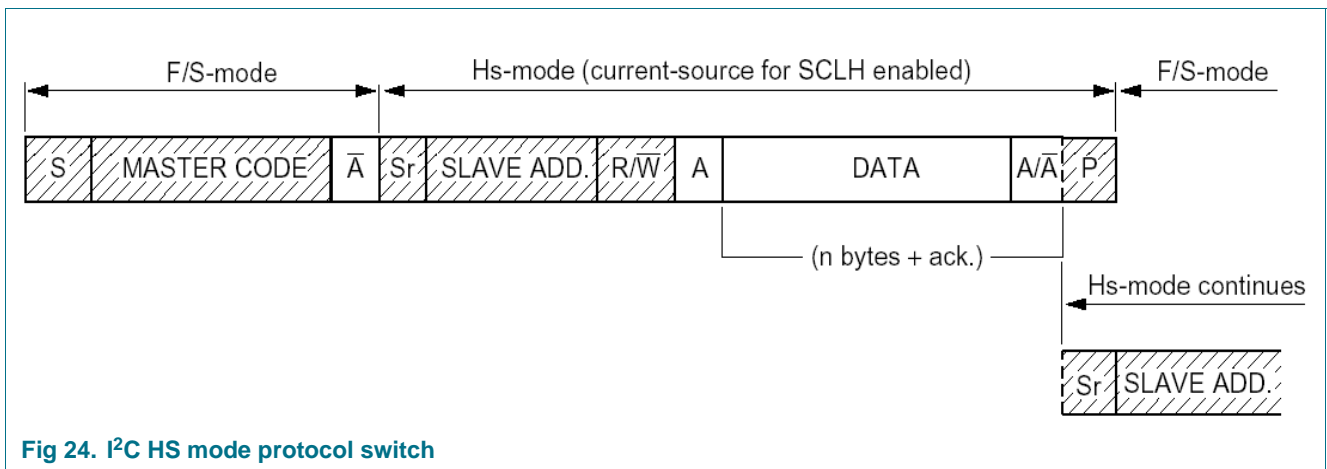 F/S-mode Hs-mode (current-source for SCLH enabled) F/S-mode
S MASTER CODE A̅ Sr SLAVE ADD. R/W̅ A DATA A/A̅ P
(n bytes + ack.)
Hs-mode continues
Sr SLAVE ADD.
Fig 24. I²C HS mode protocol switch